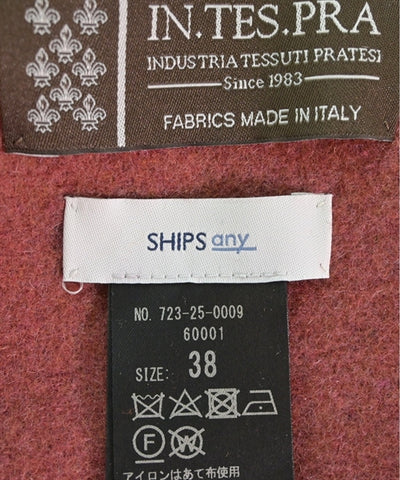 IN.TES.PRA
INDUSTRIA TESSUTI PRATESI
Since 1983
FABRICS MADE IN ITALY
SHIPS any
NO. 723-25-0009
60001
SIZE: 38
F W
アイロンはあて布使用